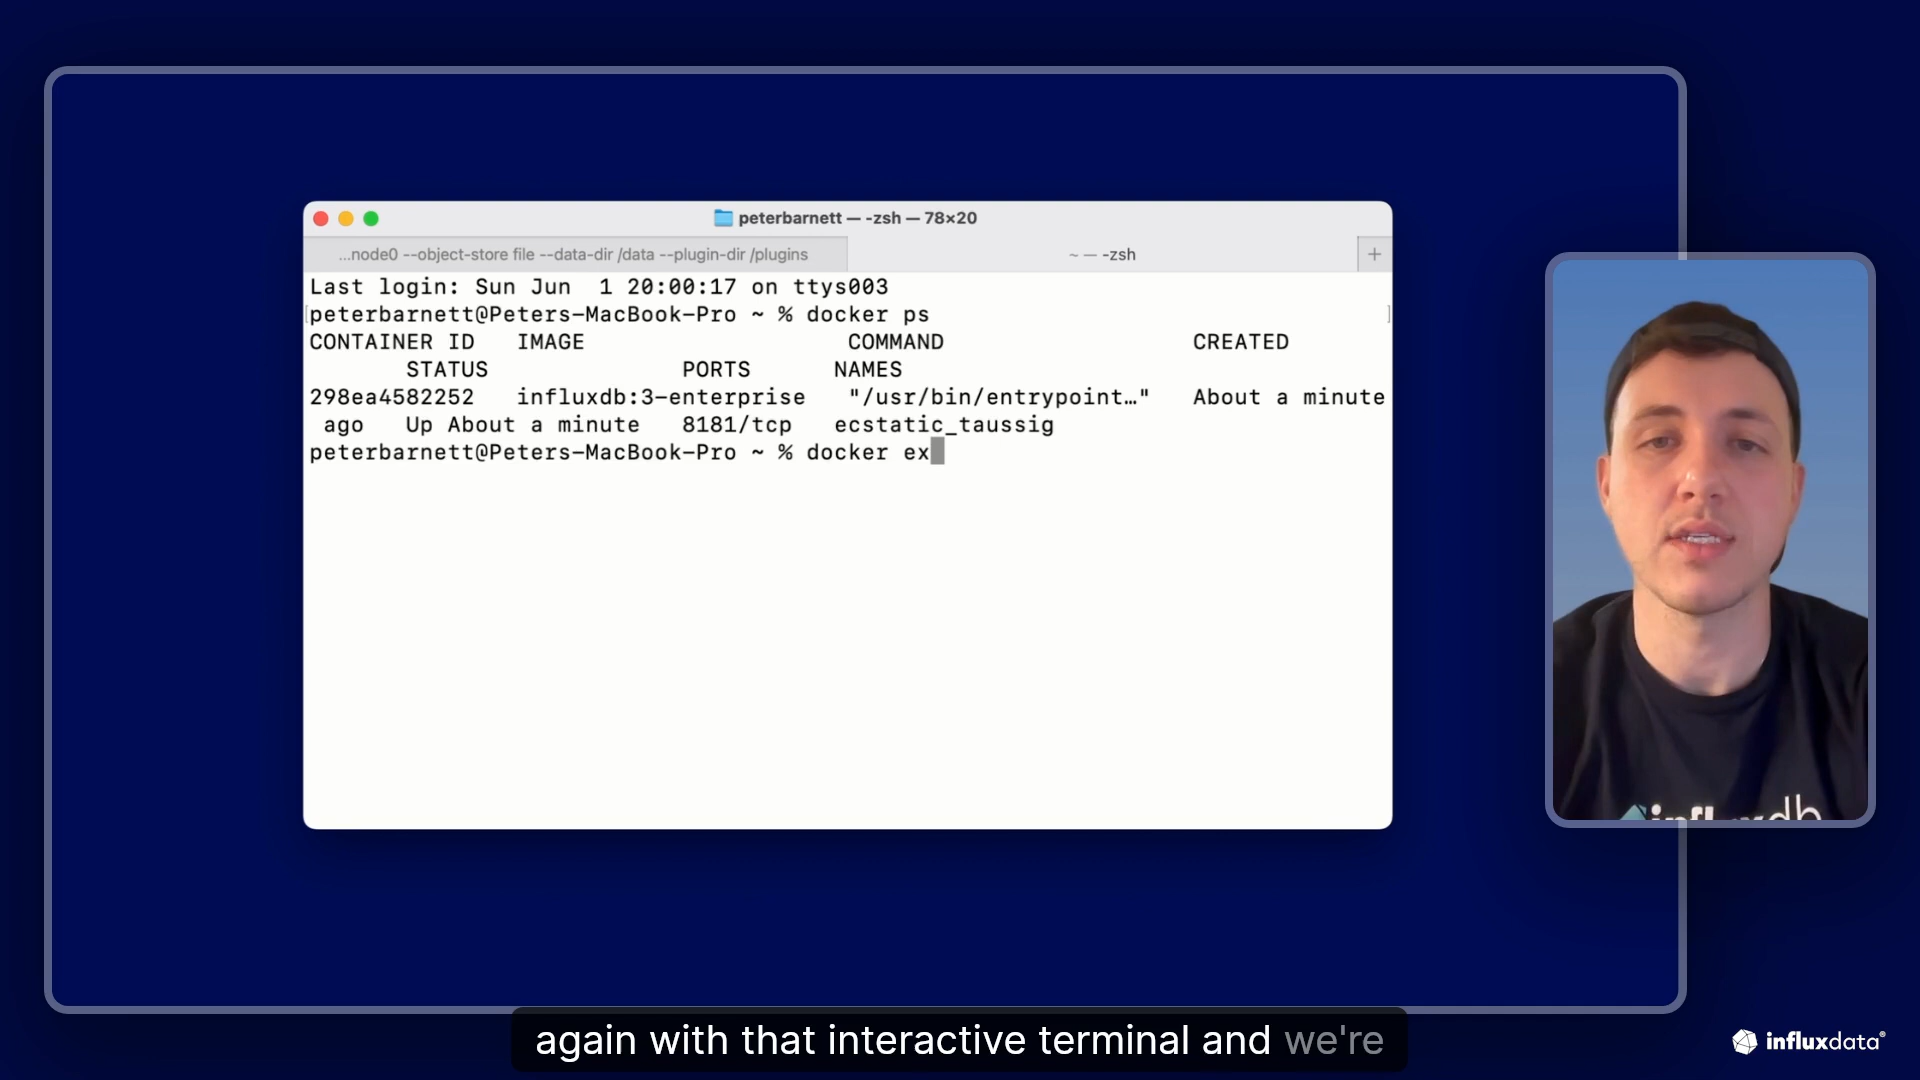 peterbarnett — -zsh — 78×20
...node0 --object-store file --data-dir /data --plugin-dir /plugins
~ — -zsh
+
Last login: Sun Jun  1 20:00:17 on ttys003
[peterbarnett@Peters-MacBook-Pro ~ % docker ps ]
CONTAINER ID   IMAGE                   COMMAND                  CREATED
       STATUS              PORTS      NAMES
298ea4582252   influxdb:3-enterprise   "/usr/bin/entrypoint…"   About a minute
 ago   Up About a minute   8181/tcp   ecstatic_taussig
peterbarnett@Peters-MacBook-Pro ~ % docker ex
influxdb
again with that interactive terminal and we're
influxdata®